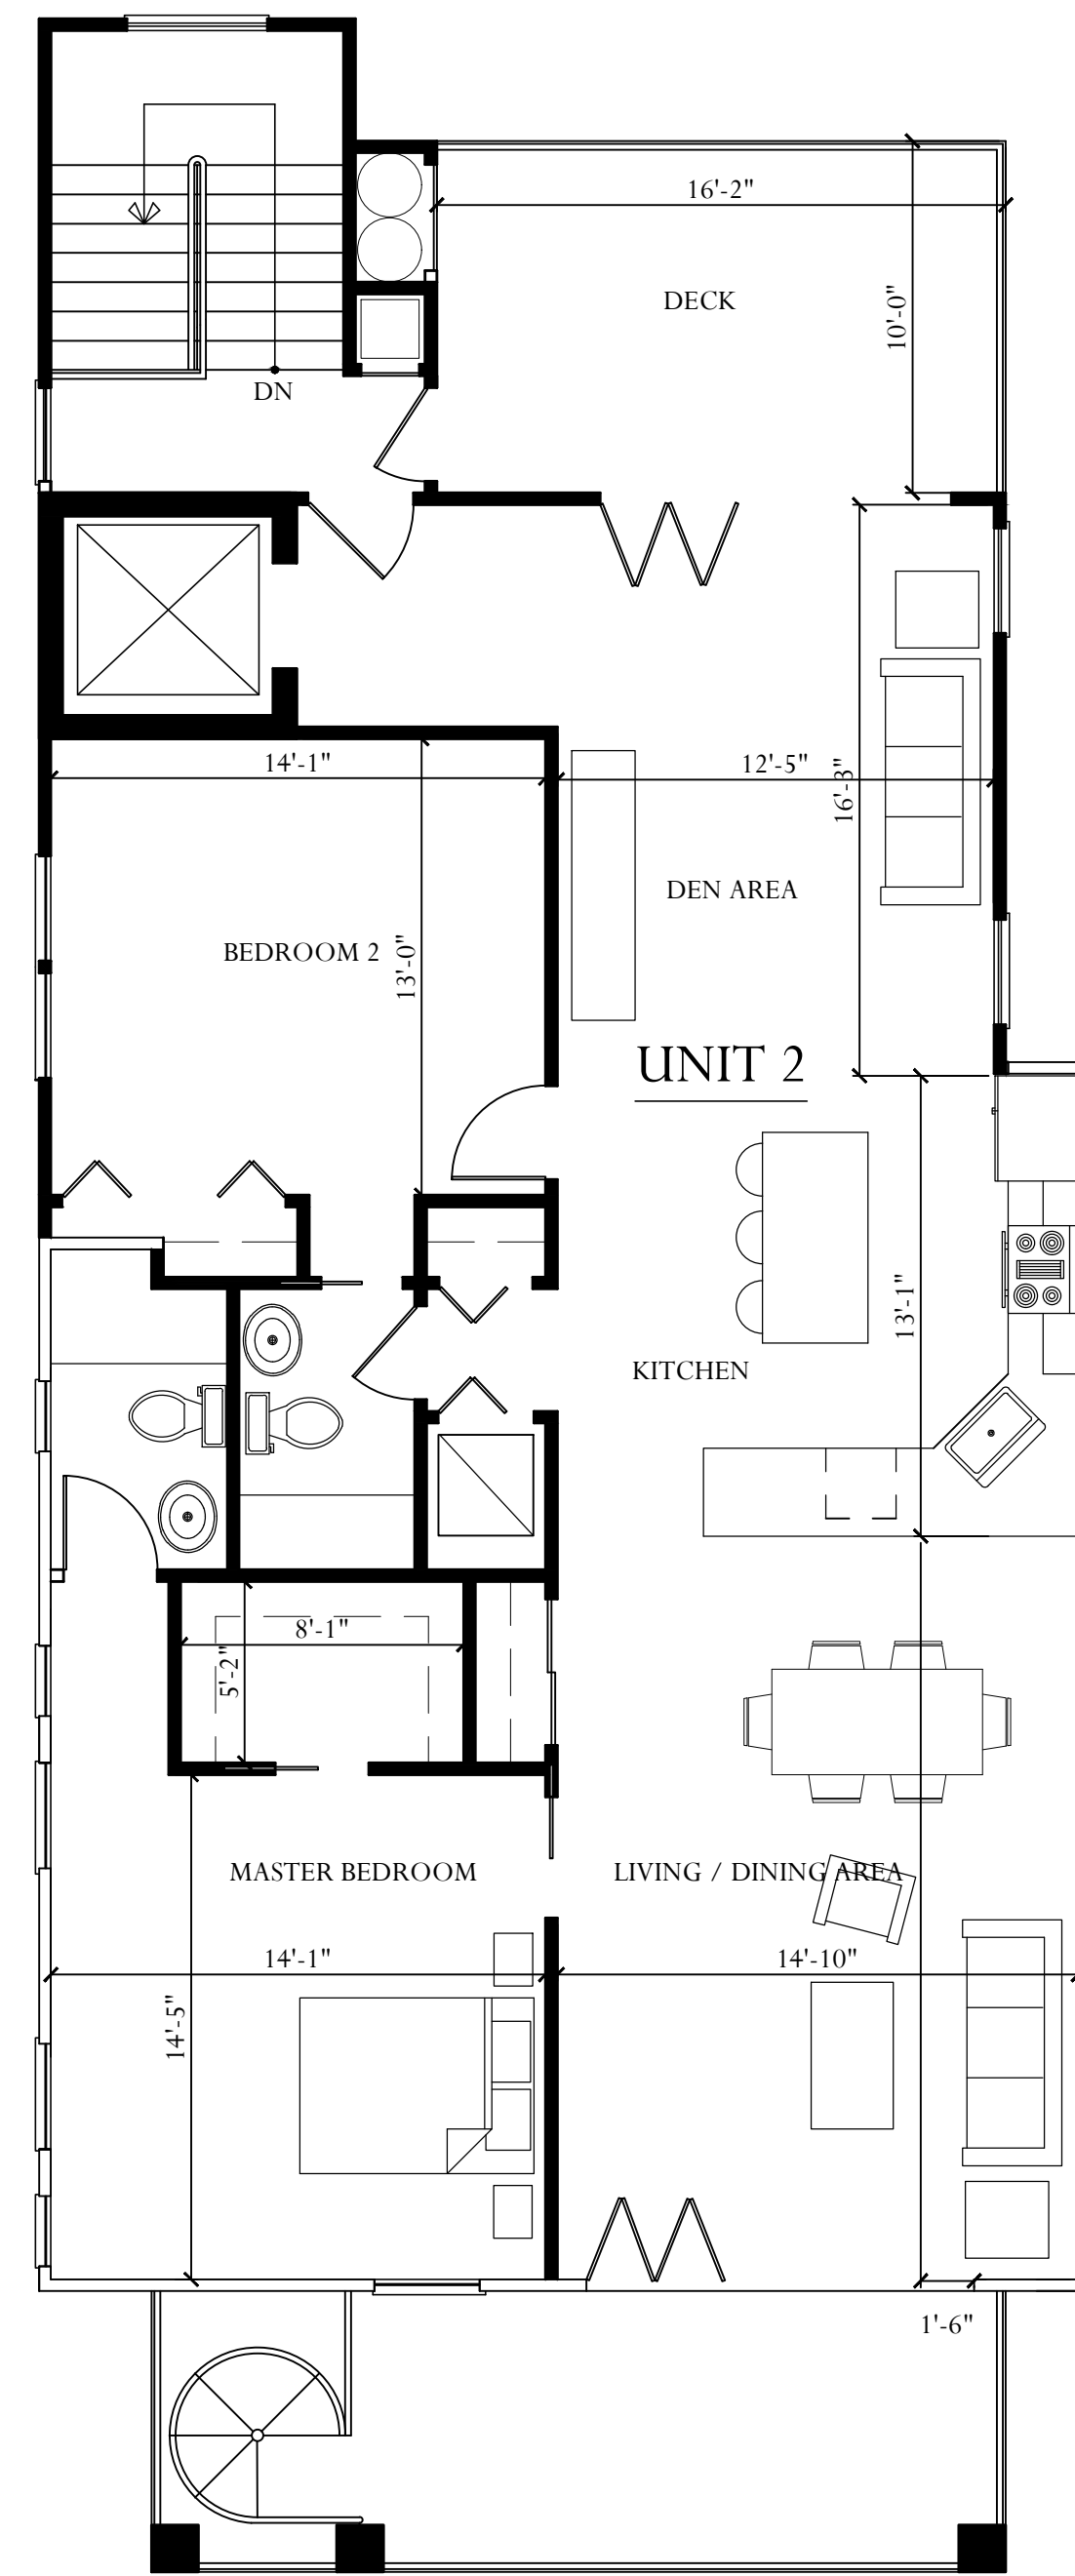 16'-2"
DECK
10'-0"
DN
14'-1"
12'-5"
16'-3"
DEN AREA
BEDROOM 2
13'-0"
UNIT 2
13'-1"
KITCHEN
8'-1"
5'-2"
MASTER BEDROOM
LIVING / DINING AREA
14'-1"
14'-10"
14'-5"
1'-6"